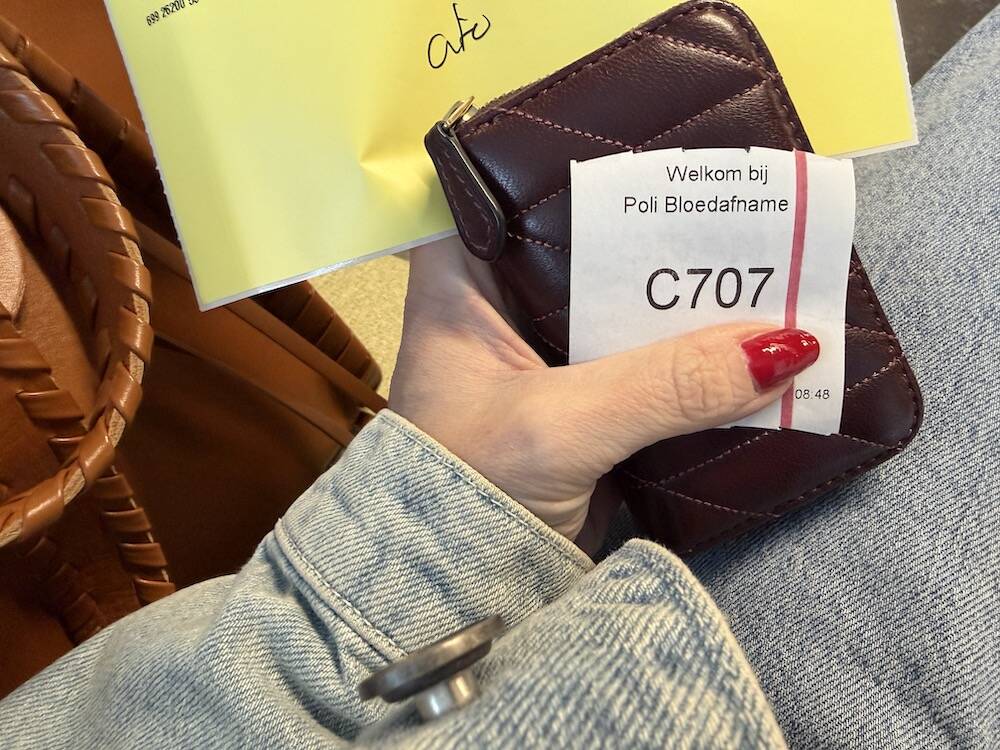 Welkom bij
Poli Bloedafname
C707
08:48